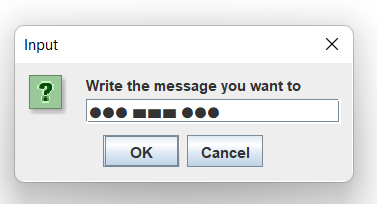 Input
Write the message you want to
●●● ▬▬▬ ●●●
OK
Cancel